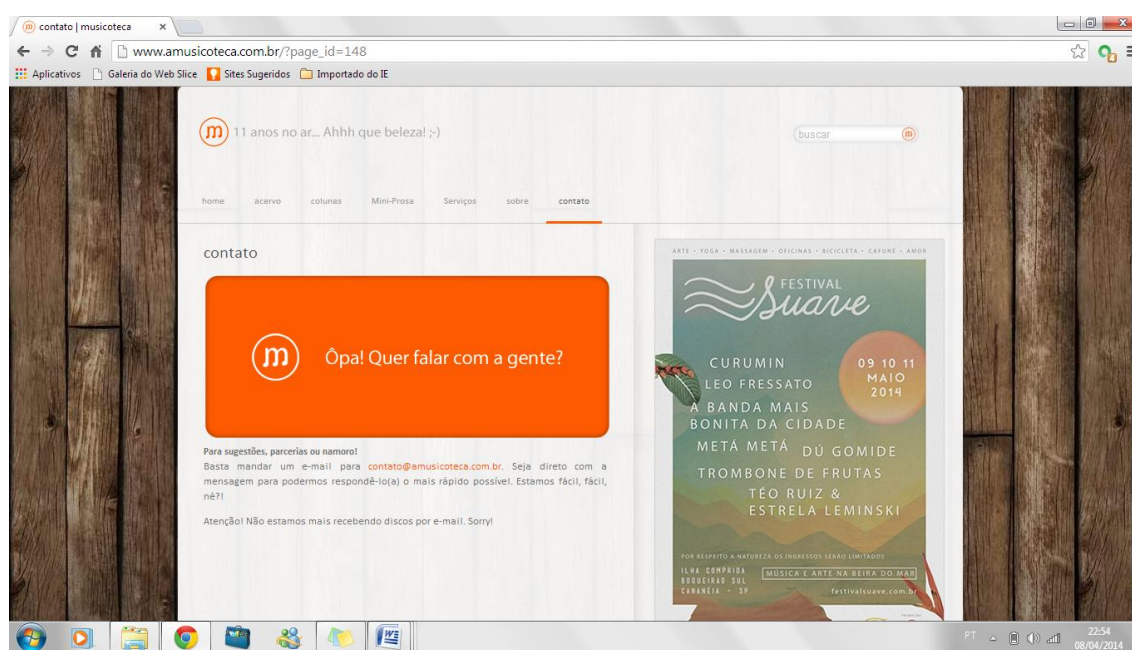 contato | musicoteca
www.amusicoteca.com.br/?page_id=148
Aplicativos Galeria do Web Slice Sites Sugeridos Importado do IE
m 11 anos no ar... Ahhh que beleza! ;-)
buscar m
home acervo colunas Mini-Prosa Serviços sobre contato
contato
m Ôpa! Quer falar com a gente?
Para sugestões, parcerias ou namoro!
Basta mandar um e-mail para contato@amusicoteca.com.br. Seja direto com a
mensagem para podermos respondê-lo(a) o mais rápido possível. Estamos fácil, fácil,
né?!
Atenção! Não estamos mais recebendo discos por e-mail. Sorry!
ARTE • YOGA • MASSAGEM • OFICINAS • BICICLETA • CAFUNÉ • AMOR
FESTIVAL
Suave
CURUMIN
LEO FRESSATO
A BANDA MAIS
BONITA DA CIDADE
METÁ METÁ
DÚ GOMIDE
TROMBONE DE FRUTAS
TÉO RUIZ &
ESTRELA LEMINSKI
09 10 11
MAIO
2014
POR RESPEITO A NATUREZA OS INGRESSOS SERÃO LIMITADOS
ILHA COMPRIDA
BOQUEIRÃO SUL
CANANÉIA - SP
MÚSICA E ARTE NA BEIRA DO MAR
festivalsuave.com.br
PT
22:54
08/04/2014